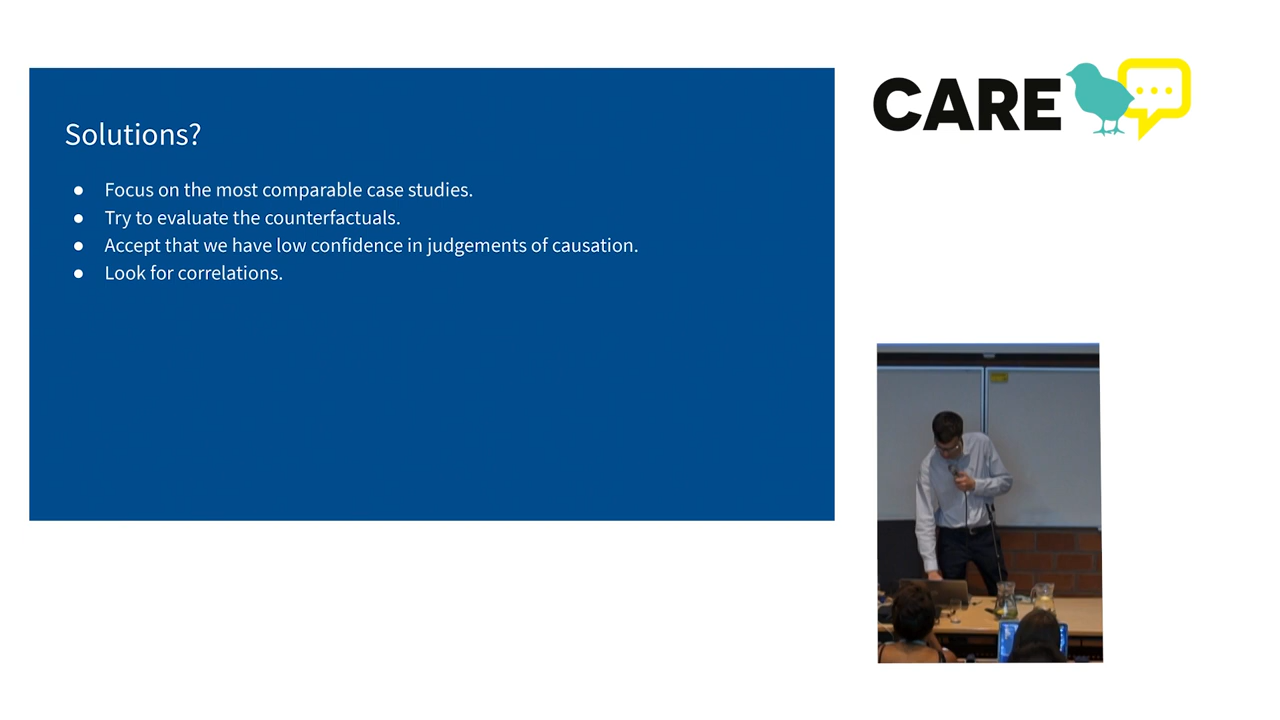 CARE
Solutions?
● Focus on the most comparable case studies.
● Try to evaluate the counterfactuals.
● Accept that we have low confidence in judgements of causation.
● Look for correlations.